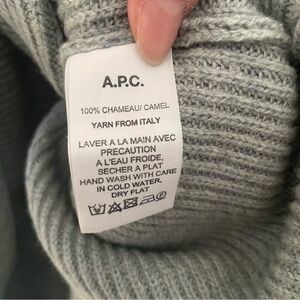 A.P.C.
100% CHAMEAU/ CAMEL
YARN FROM ITALY
LAVER A LA MAIN AVEC
PRECAUTION
A L'EAU FROIDE,
SECHER A PLAT
HAND WASH WITH CARE
IN COLD WATER,
DRY FLAT